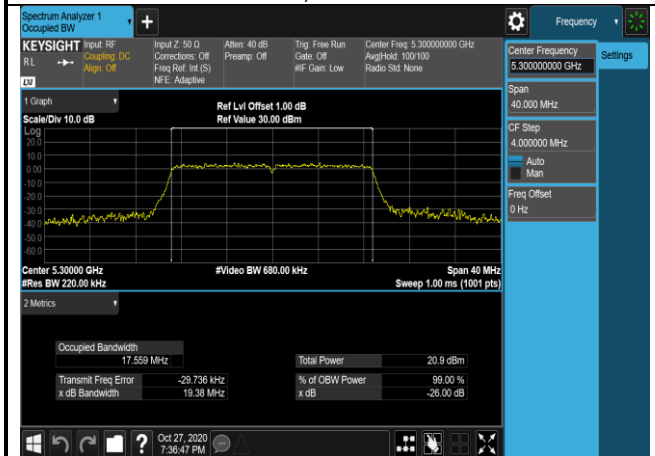 Spectrum Analyzer 1
Occupied BW
+
Frequency
KEYSIGHT
RL
LXI
Input: RF
Coupling: DC
Align: Off
Input Z: 50 Ω
Corrections: Off
Freq Ref: Int (S)
NFE: Adaptive
Atten: 40 dB
Preamp: Off
Trig: Free Run
Gate: Off
#IF Gain: Low
Center Freq: 5.300000000 GHz
Avg|Hold: 100/100
Radio Std: None
Center Frequency
5.300000000 GHz
Settings
Span
40.000 MHz
CF Step
4.000000 MHz
Auto
Man
Freq Offset
0 Hz
1 Graph
Scale/Div 10.0 dB
Ref Lvl Offset 1.00 dB
Ref Value 30.00 dBm
Log
20.0
10.0
0.00
-10.0
-20.0
-30.0
-40.0
-50.0
-60.0
Center 5.30000 GHz
#Video BW 680.00 kHz
Span 40 MHz
#Res BW 220.00 kHz
Sweep 1.00 ms (1001 pts)
2 Metrics
Occupied Bandwidth
17.559 MHz
Total Power 20.9 dBm
Transmit Freq Error -29.736 kHz
% of OBW Power 99.00 %
x dB Bandwidth 19.38 MHz
x dB -26.00 dB
?
Oct 27, 2020
7:36:47 PM